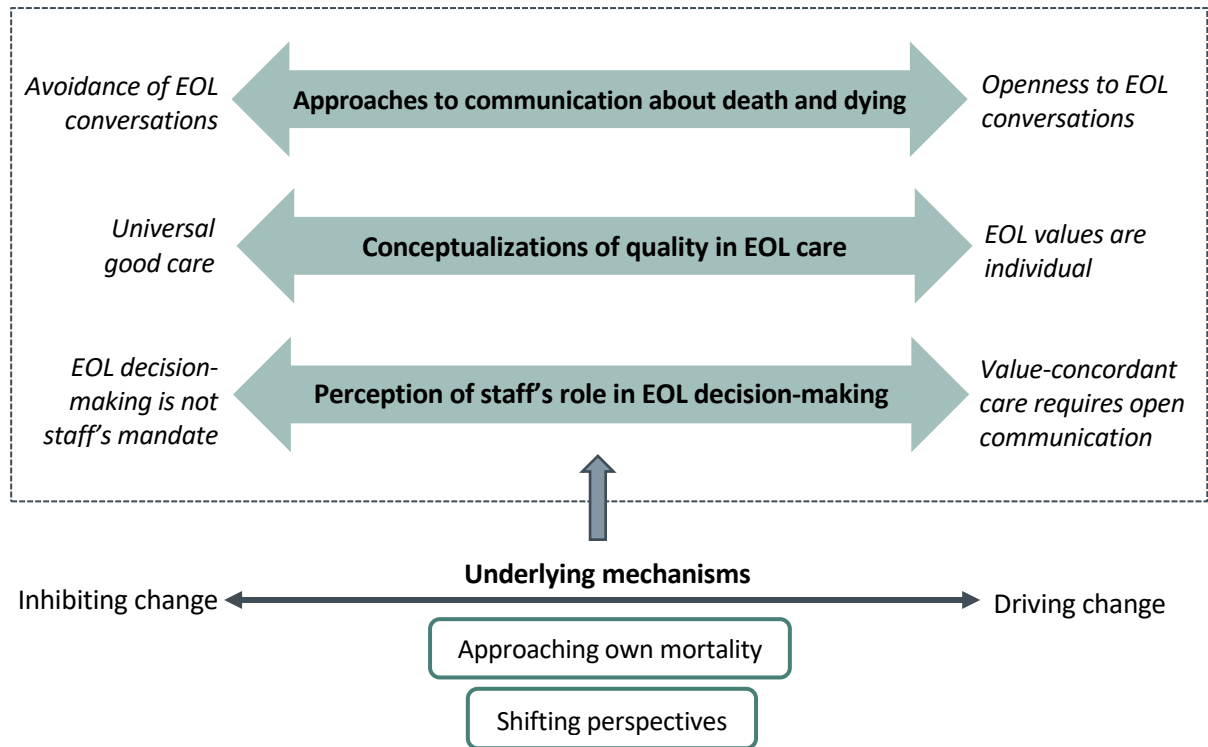 Avoidance of EOL
conversations
Approaches to communication about death and dying
Openness to EOL
conversations
Universal
good care
Conceptualizations of quality in EOL care
EOL values are
individual
EOL decision-
making is not
staff’s mandate
Perception of staff’s role in EOL decision-making
Value-concordant
care requires open
communication
Underlying mechanisms
Inhibiting change
Driving change
Approaching own mortality
Shifting perspectives